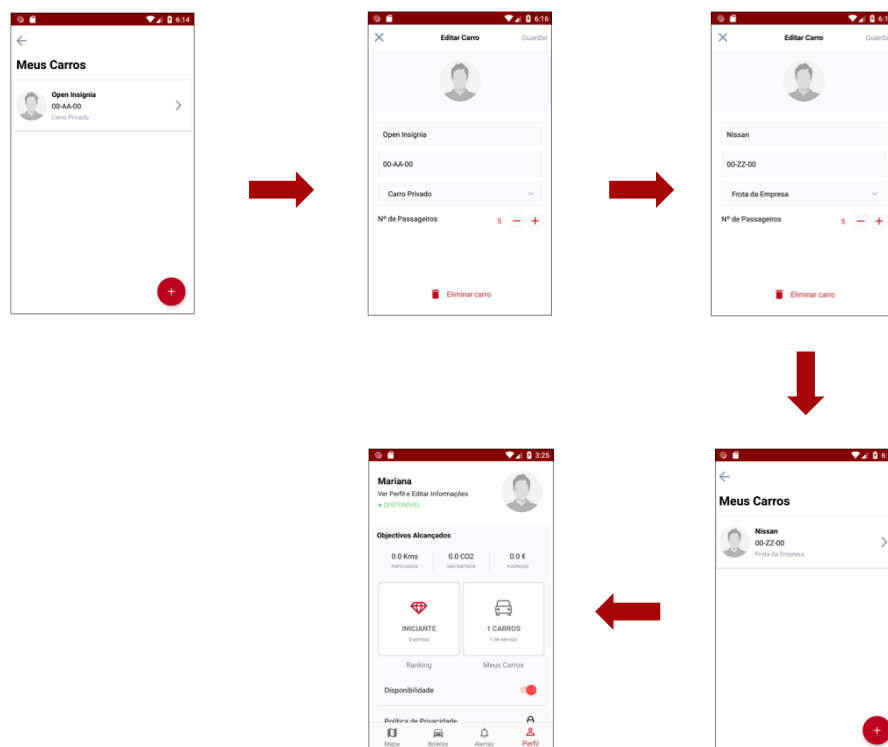 6:14
Meus Carros
Open Insignia
00-AA-00
Carro Privado
+
6:16
Editar Carro
Guardar
Open Insignia
00-AA-00
Carro Privado
Nº de Passageiros
5 − +
Eliminar carro
Editar Carro
Nissan
00-ZZ-00
Frota da Empresa
Nº de Passageiros
5 − +
Eliminar carro
3:25
Mariana
Ver Perfil e Editar Informações
• DISPONÍVEL
Objectivos Alcançados
0.0 Kms
0.0 CO2
0.0 €
PARTILHADOS
NÃO EMITIDOS
POUPADOS
INICIANTE
0 pontos
1 CARROS
1 de serviço
Ranking
Meus Carros
Disponibilidade
Política de Privacidade
Mapa
Boleias
Alertas
Perfil
Meus Carros
Nissan
00-ZZ-00
Frota da Empresa
+